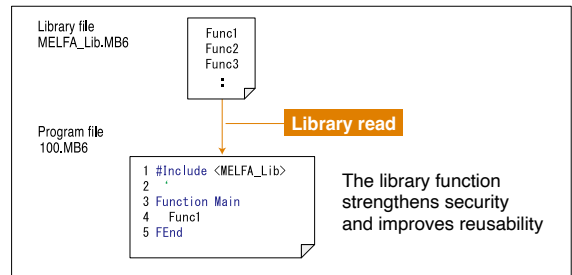 Library file
MELFA_Lib.MB6
Func1
Func2
Func3
:
Library read
Program file
100.MB6
1 #Include <MELFA_Lib>
2 '
3 Function Main
4 Func1
5 FEnd
The library function
strengthens security
and improves reusability